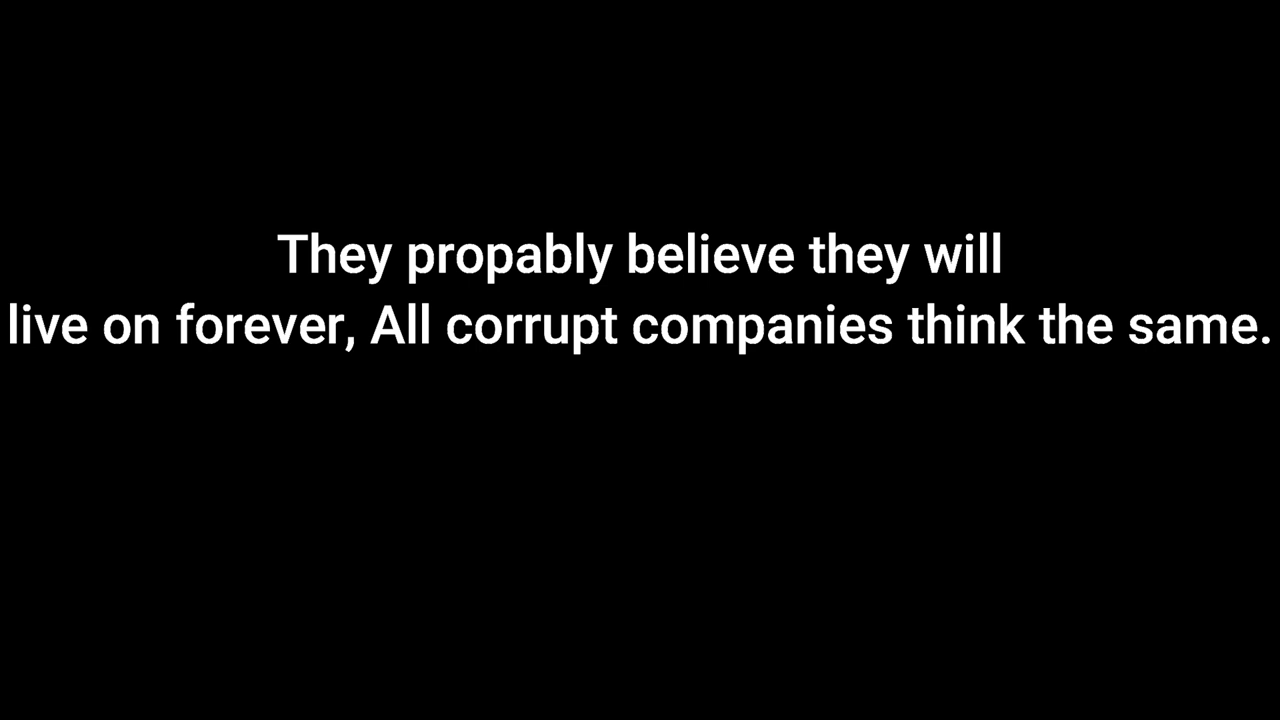 They propably believe they will
live on forever, All corrupt companies think the same.